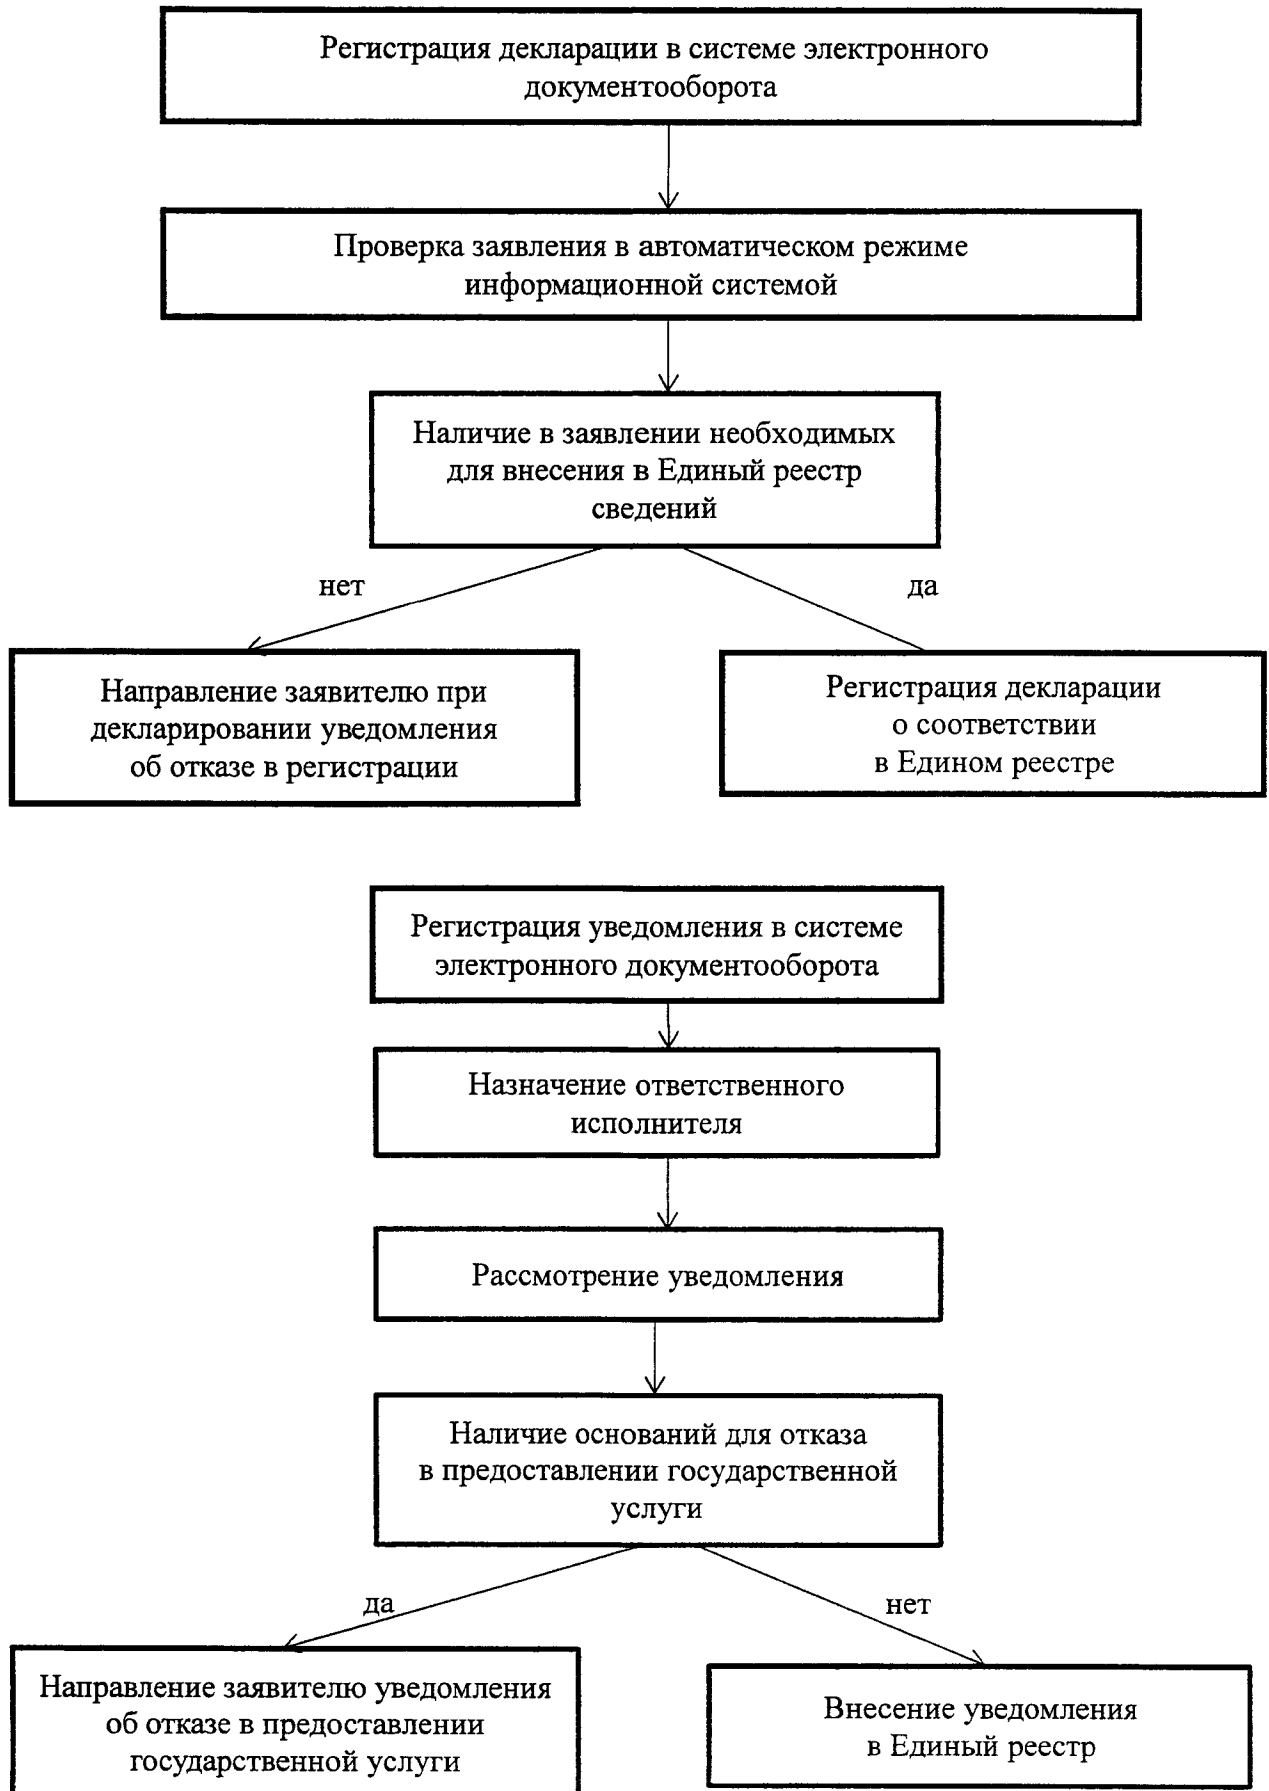 Регистрация декларации в системе электронного
документооборота
Проверка заявления в автоматическом режиме
информационной системой
Наличие в заявлении необходимых
для внесения в Единый реестр
сведений
нет
да
Направление заявителю при
декларировании уведомления
об отказе в регистрации
Регистрация декларации
о соответствии
в Едином реестре
Регистрация уведомления в системе
электронного документооборота
Назначение ответственного
исполнителя
Рассмотрение уведомления
Наличие оснований для отказа
в предоставлении государственной
услуги
да
нет
Направление заявителю уведомления
об отказе в предоставлении
государственной услуги
Внесение уведомления
в Единый реестр